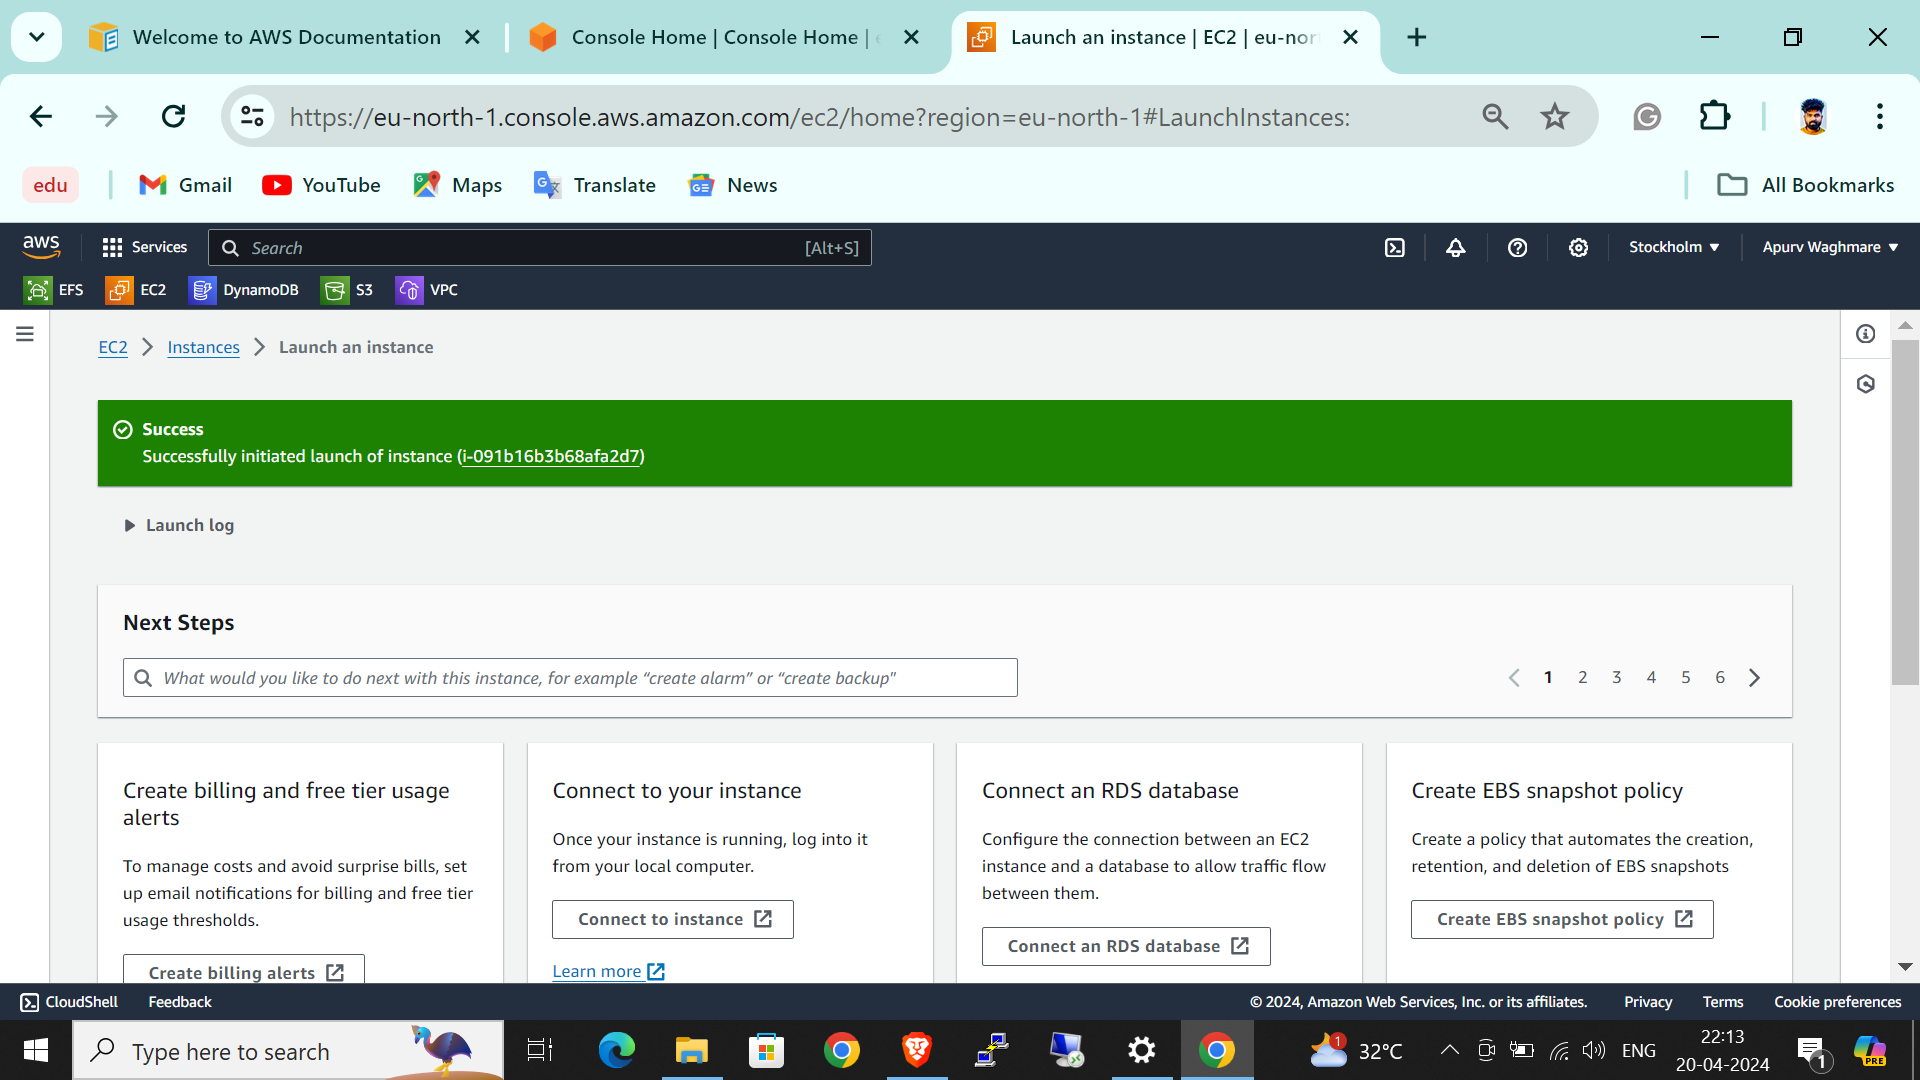 Welcome to AWS Documentation
Console Home | Console Home |
Launch an instance | EC2 | eu-nor
https://eu-north-1.console.aws.amazon.com/ec2/home?region=eu-north-1#LaunchInstances:
edu
Gmail
YouTube
Maps
Translate
News
All Bookmarks
aws
Services
Search
[Alt+S]
Stockholm
Apurv Waghmare
EFS
EC2
DynamoDB
S3
VPC
EC2
Instances
Launch an instance
Success
Successfully initiated launch of instance (i-091b16b3b68afa2d7)
Launch log
Next Steps
What would you like to do next with this instance, for example “create alarm” or “create backup"
1 2 3 4 5 6
Create billing and free tier usage
alerts
To manage costs and avoid surprise bills, set
up email notifications for billing and free tier
usage thresholds.
Create billing alerts
Connect to your instance
Once your instance is running, log into it
from your local computer.
Connect to instance
Learn more
Connect an RDS database
Configure the connection between an EC2
instance and a database to allow traffic flow
between them.
Connect an RDS database
Create EBS snapshot policy
Create a policy that automates the creation,
retention, and deletion of EBS snapshots
Create EBS snapshot policy
CloudShell
Feedback
© 2024, Amazon Web Services, Inc. or its affiliates.
Privacy
Terms
Cookie preferences
Type here to search
1
32°C
ENG
22:13
20-04-2024
1
PRE